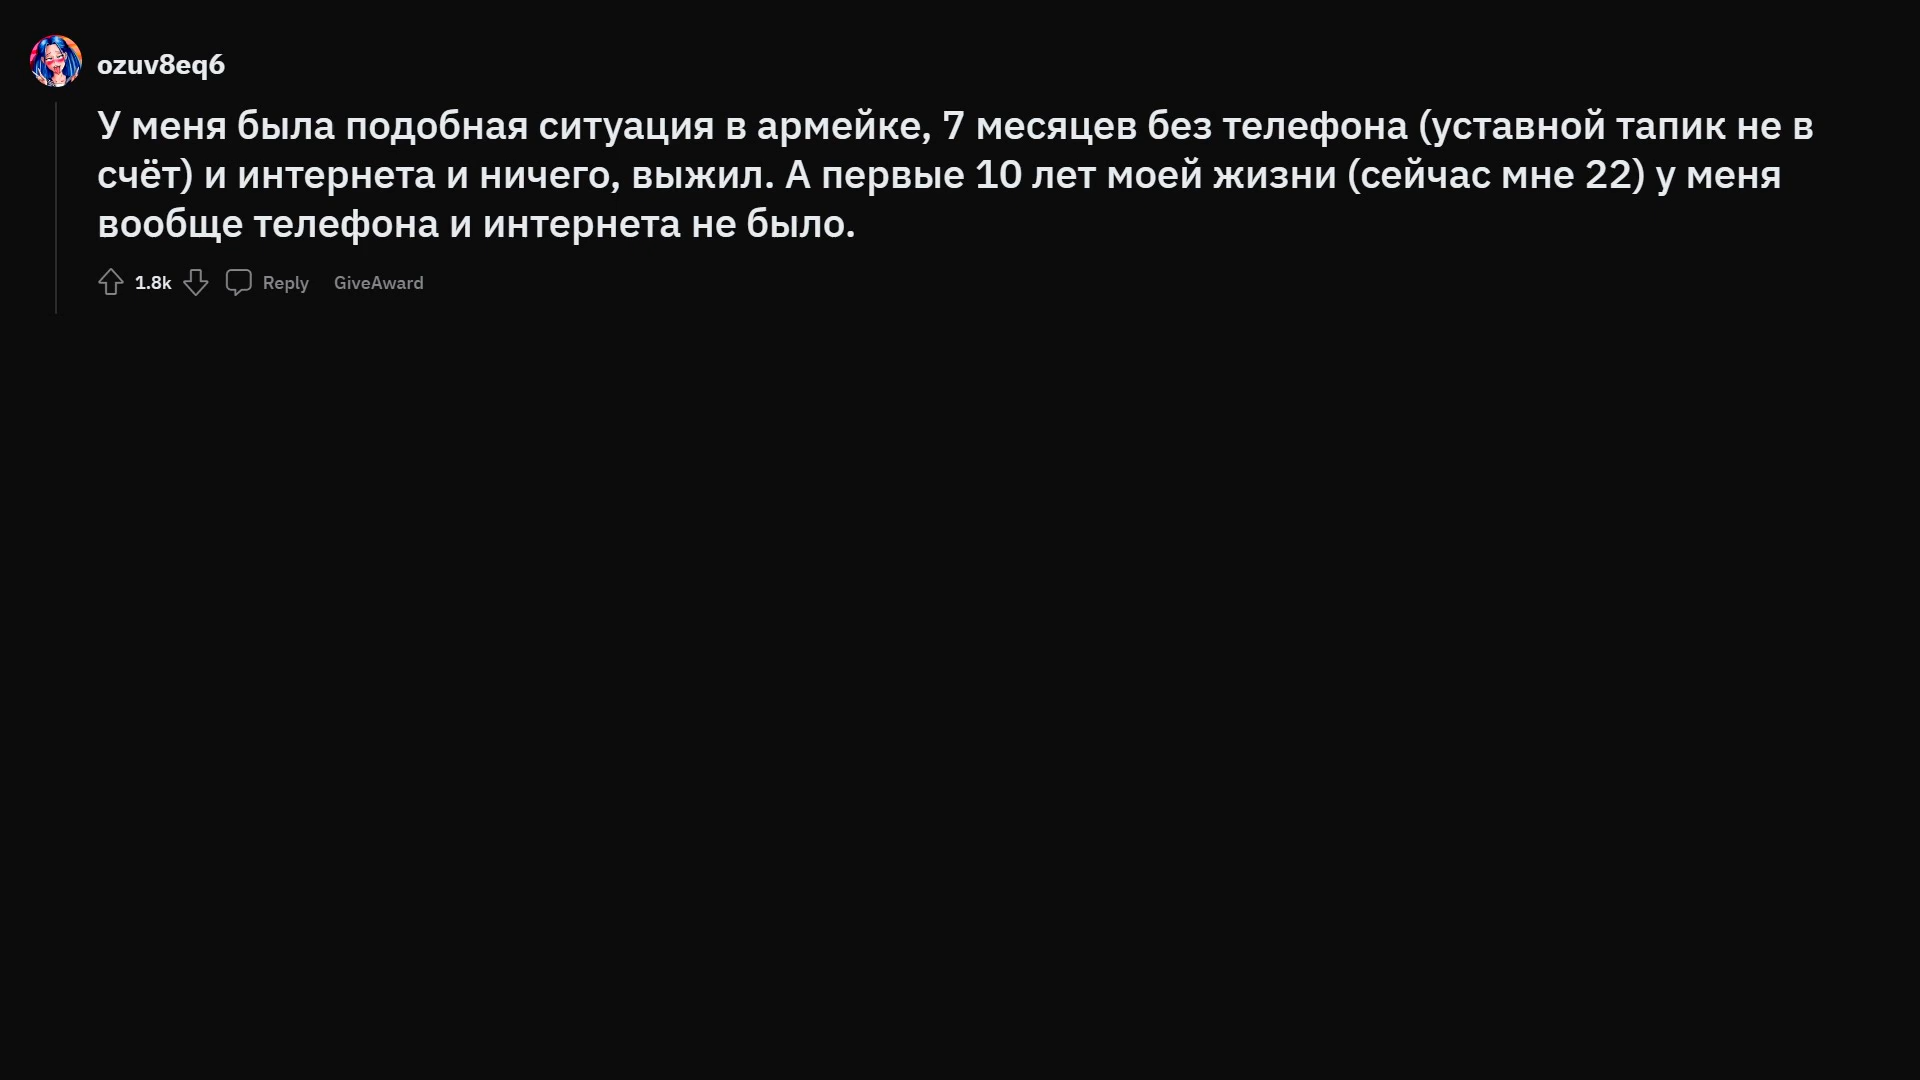 ozuv8eq6
У меня была подобная ситуация в армейке, 7 месяцев без телефона (уставной тапик не в
счёт) и интернета и ничего, выжил. А первые 10 лет моей жизни (сейчас мне 22) у меня
вообще телефона и интернета не было.
1.8k Reply GiveAward